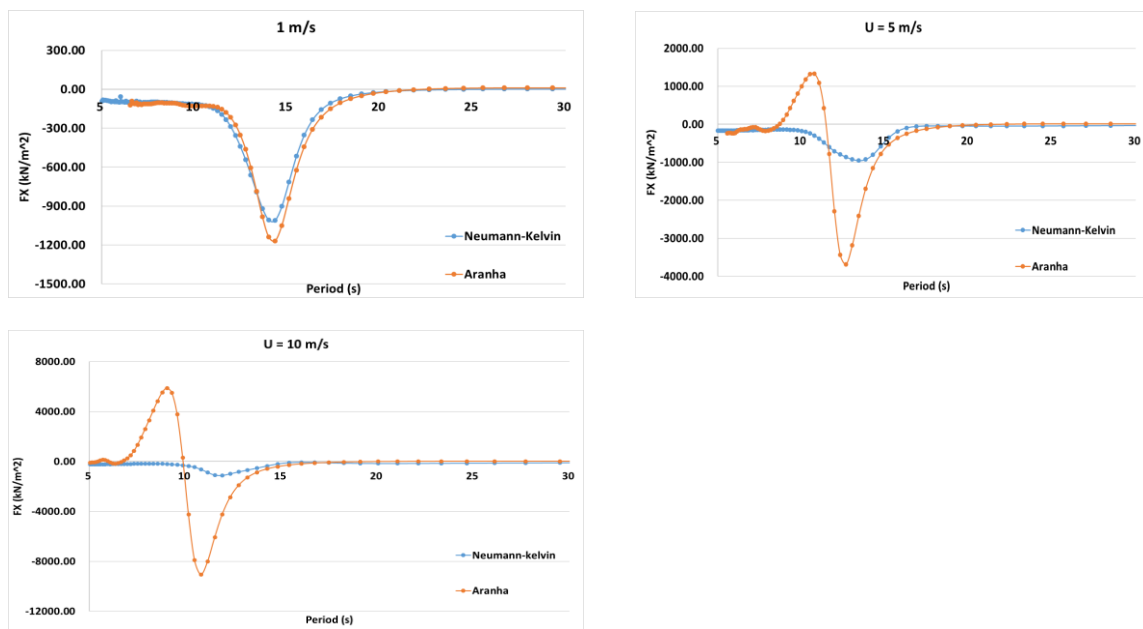 1 m/s
300.00
0.00
-300.00
-600.00
-900.00
-1200.00
-1500.00
5 10 15 20 25 30
FX (kN/m^2)
Period (s)
Neumann-Kelvin
Aranha
U = 5 m/s
2000.00
1000.00
0.00
-1000.00
-2000.00
-3000.00
-4000.00
5 10 15 20 25 30
FX (kN/m^2)
Period (s)
Neumann-Kelvin
Aranha
U = 10 m/s
8000.00
4000.00
0.00
-4000.00
-8000.00
-12000.00
5 10 15 20 25 30
FX (kN/m^2)
Period (s)
Neumann-kelvin
Aranha